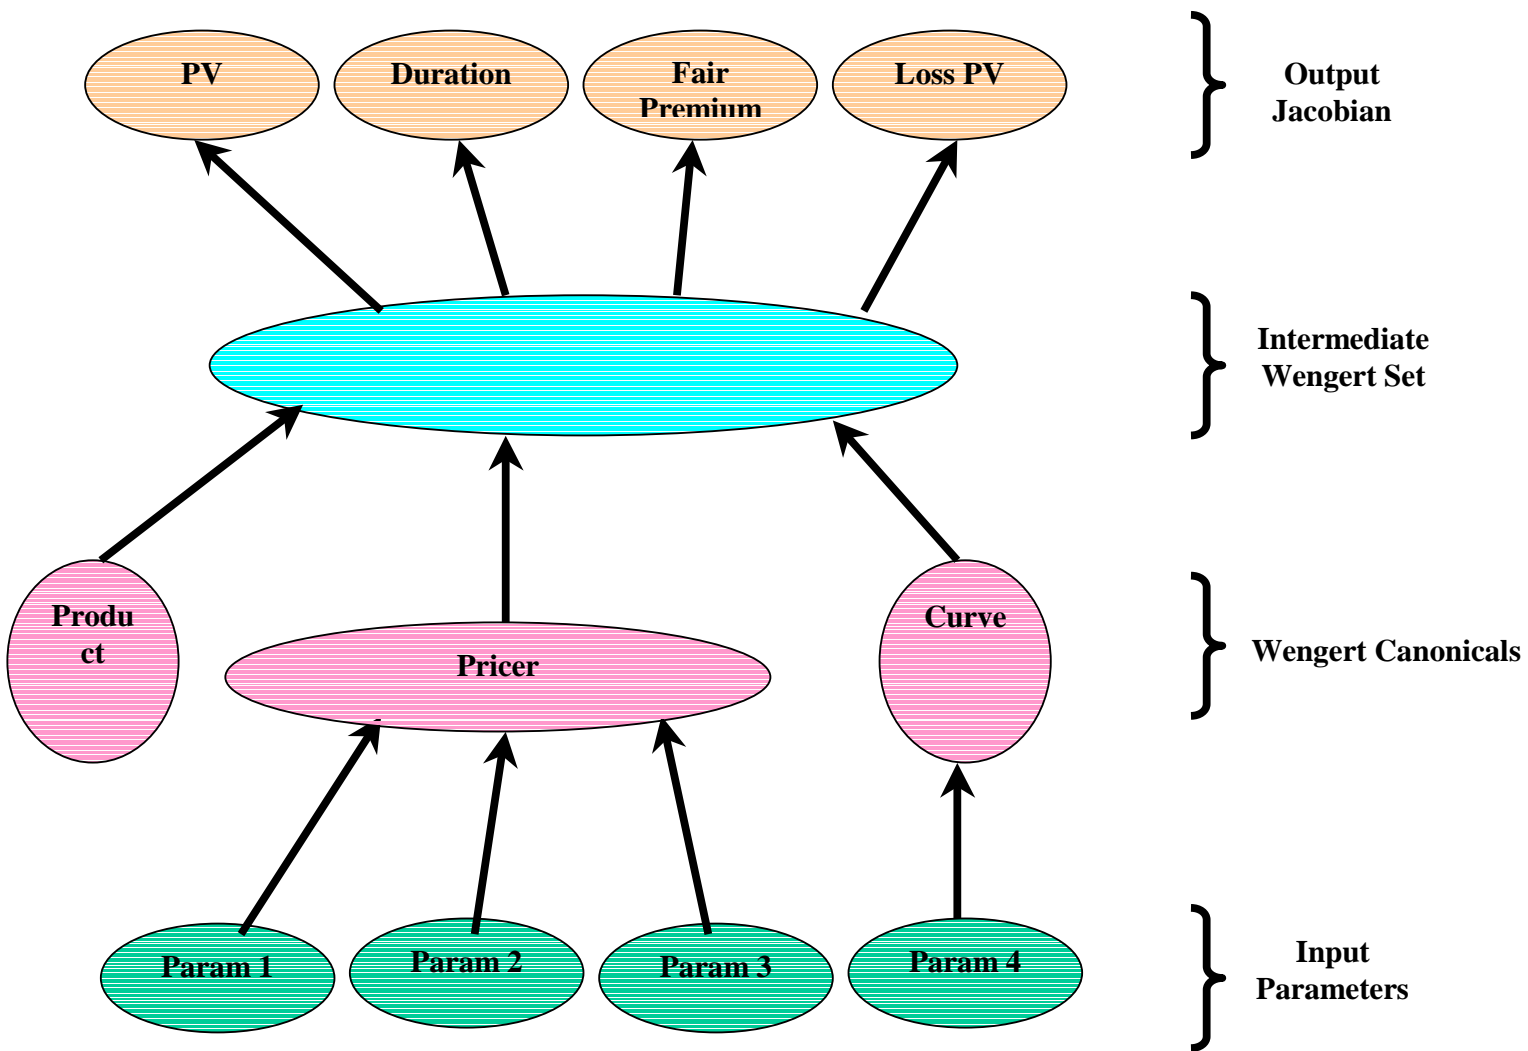 PV
Duration
Fair
Premium
Loss PV
Output
Jacobian
Intermediate
Wengert Set
Produ
ct
Pricer
Curve
Wengert Canonicals
Param 1
Param 2
Param 3
Param 4
Input
Parameters